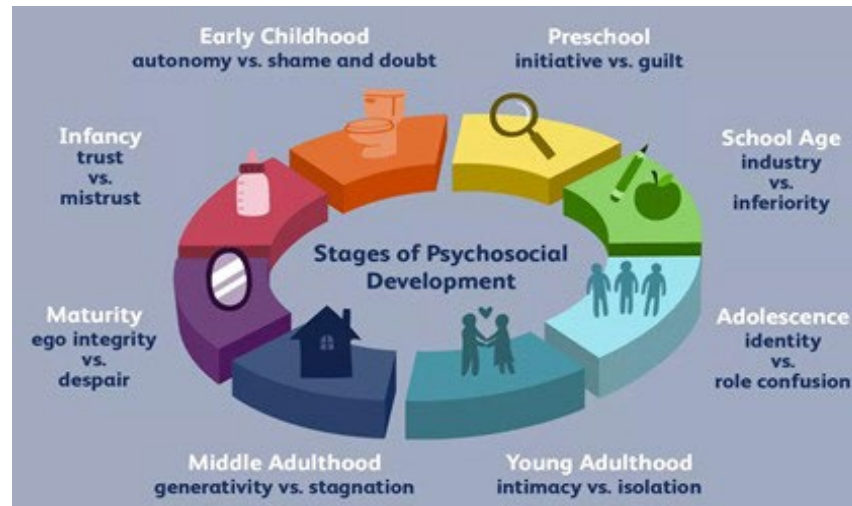 Early Childhood
autonomy vs. shame and doubt
Preschool
initiative vs. guilt
Infancy
trust
vs.
mistrust
School Age
industry
vs.
inferiority
Stages of Psychosocial
Development
Maturity
ego integrity
vs.
despair
Adolescence
identity
vs.
role confusion
Middle Adulthood
generativity vs. stagnation
Young Adulthood
intimacy vs. isolation